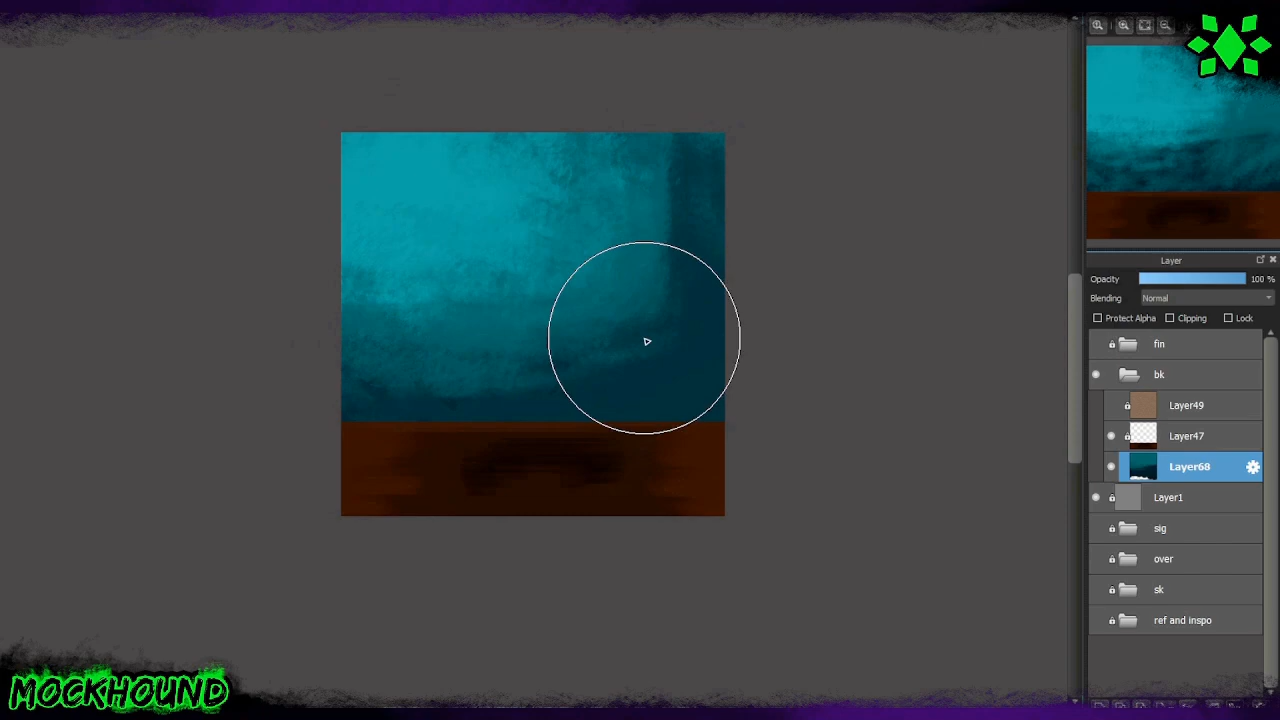 Layer
Opacity 100 %
Blending Normal
Protect Alpha Clipping Lock
fin
bk
Layer49
Layer47
Layer68
Layer1
sig
over
sk
ref and inspo
MOCKHOUND